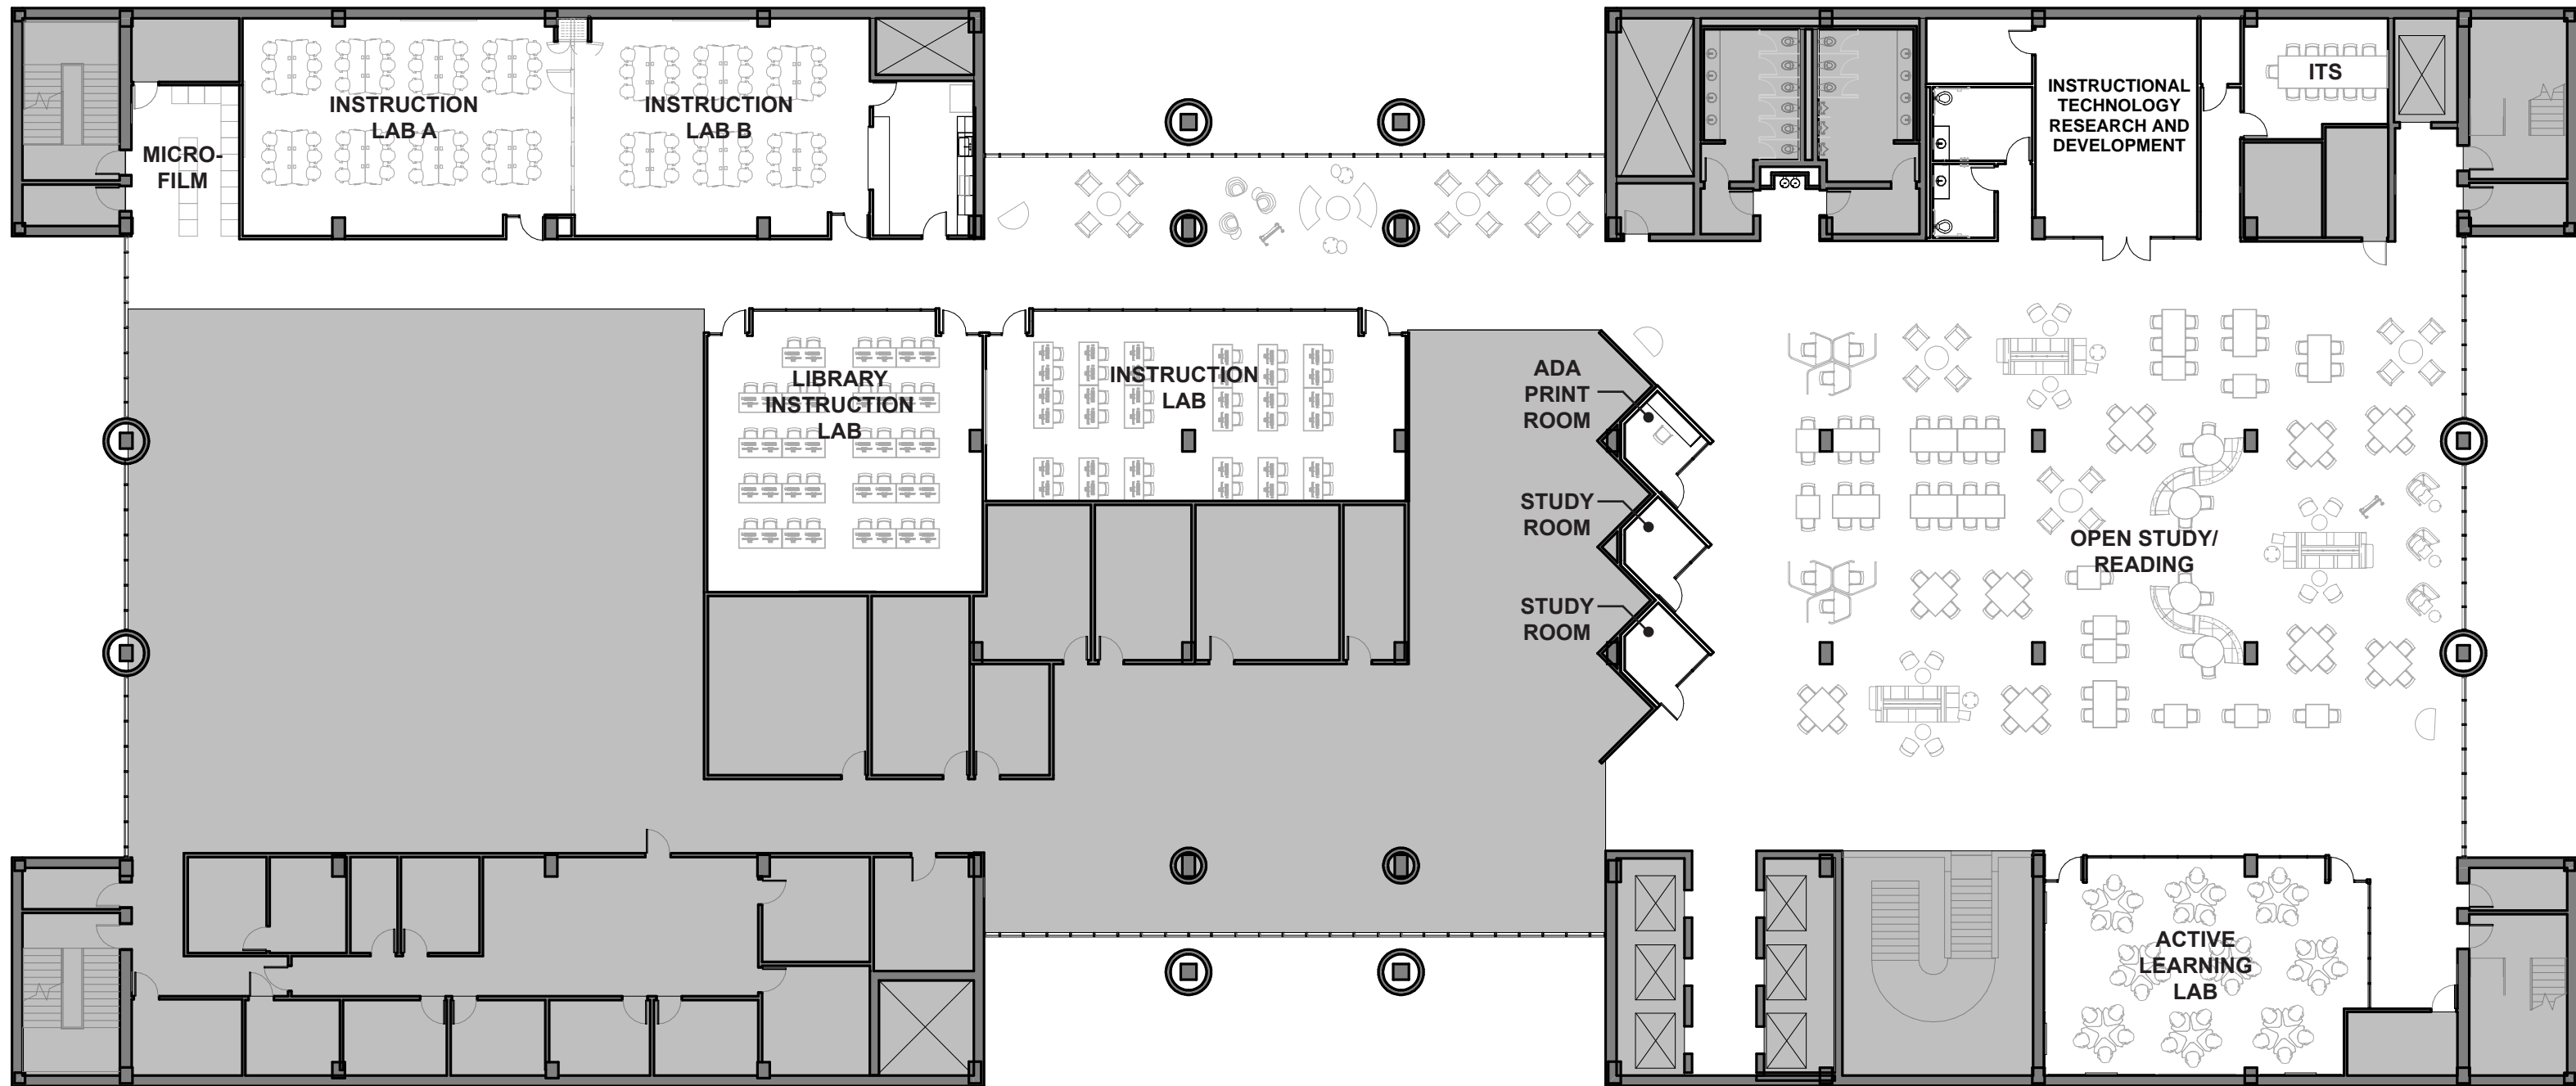 INSTRUCTION
LAB A
INSTRUCTION
LAB B
MICRO-
FILM
INSTRUCTIONAL
TECHNOLOGY
RESEARCH AND
DEVELOPMENT
ITS
LIBRARY
INSTRUCTION
LAB
INSTRUCTION
LAB
ADA
PRINT
ROOM
STUDY
ROOM
STUDY
ROOM
OPEN STUDY/
READING
ACTIVE
LEARNING
LAB